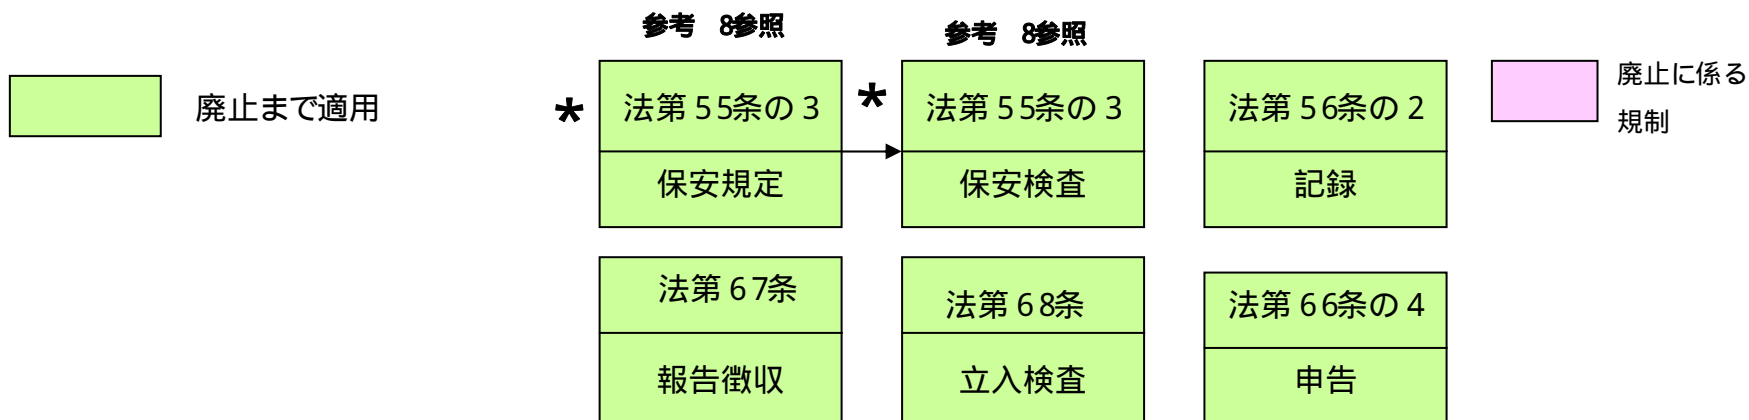 参考 8参照
参考 8参照
廃止まで適用
*
法第55条の3
保安規定
*
法第55条の3
保安検査
法第56条の2
記録
廃止に係る
規制
法第67条
報告徴収
法第68条
立入検査
法第66条の4
申告